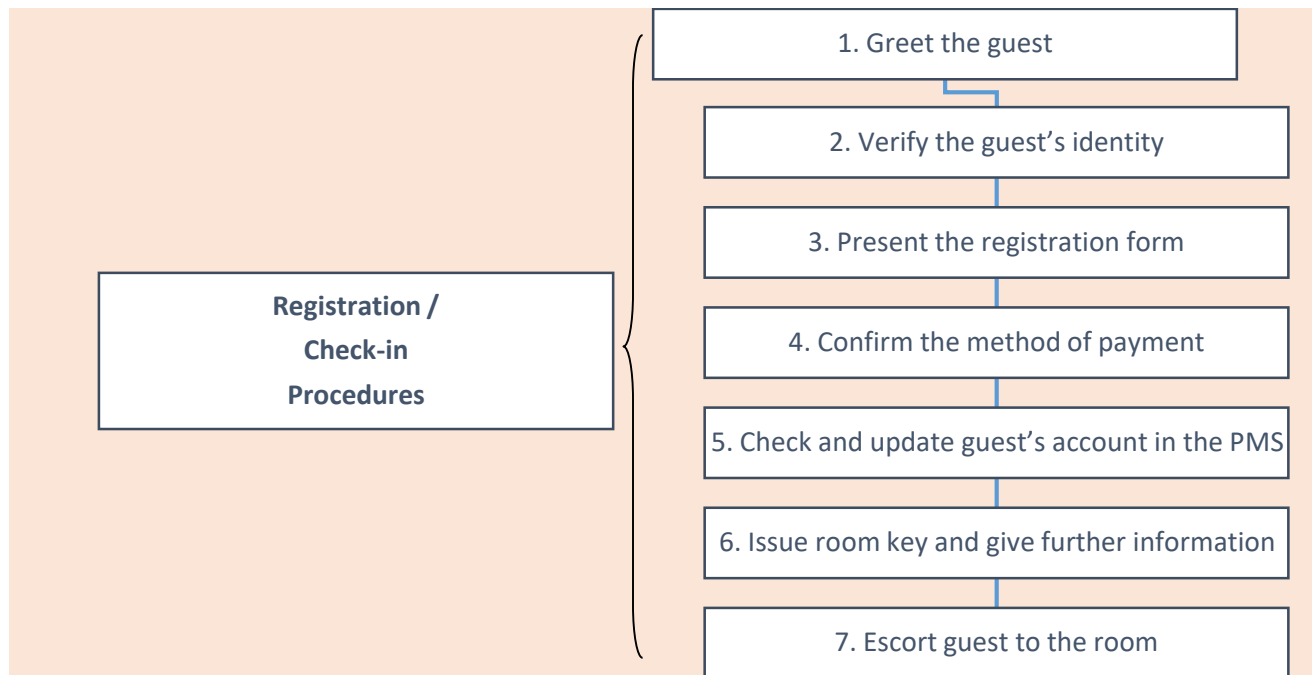 1. Greet the guest
2. Verify the guest’s identity
3. Present the registration form
Registration /
Check-in
Procedures
4. Confirm the method of payment
5. Check and update guest’s account in the PMS
6. Issue room key and give further information
7. Escort guest to the room